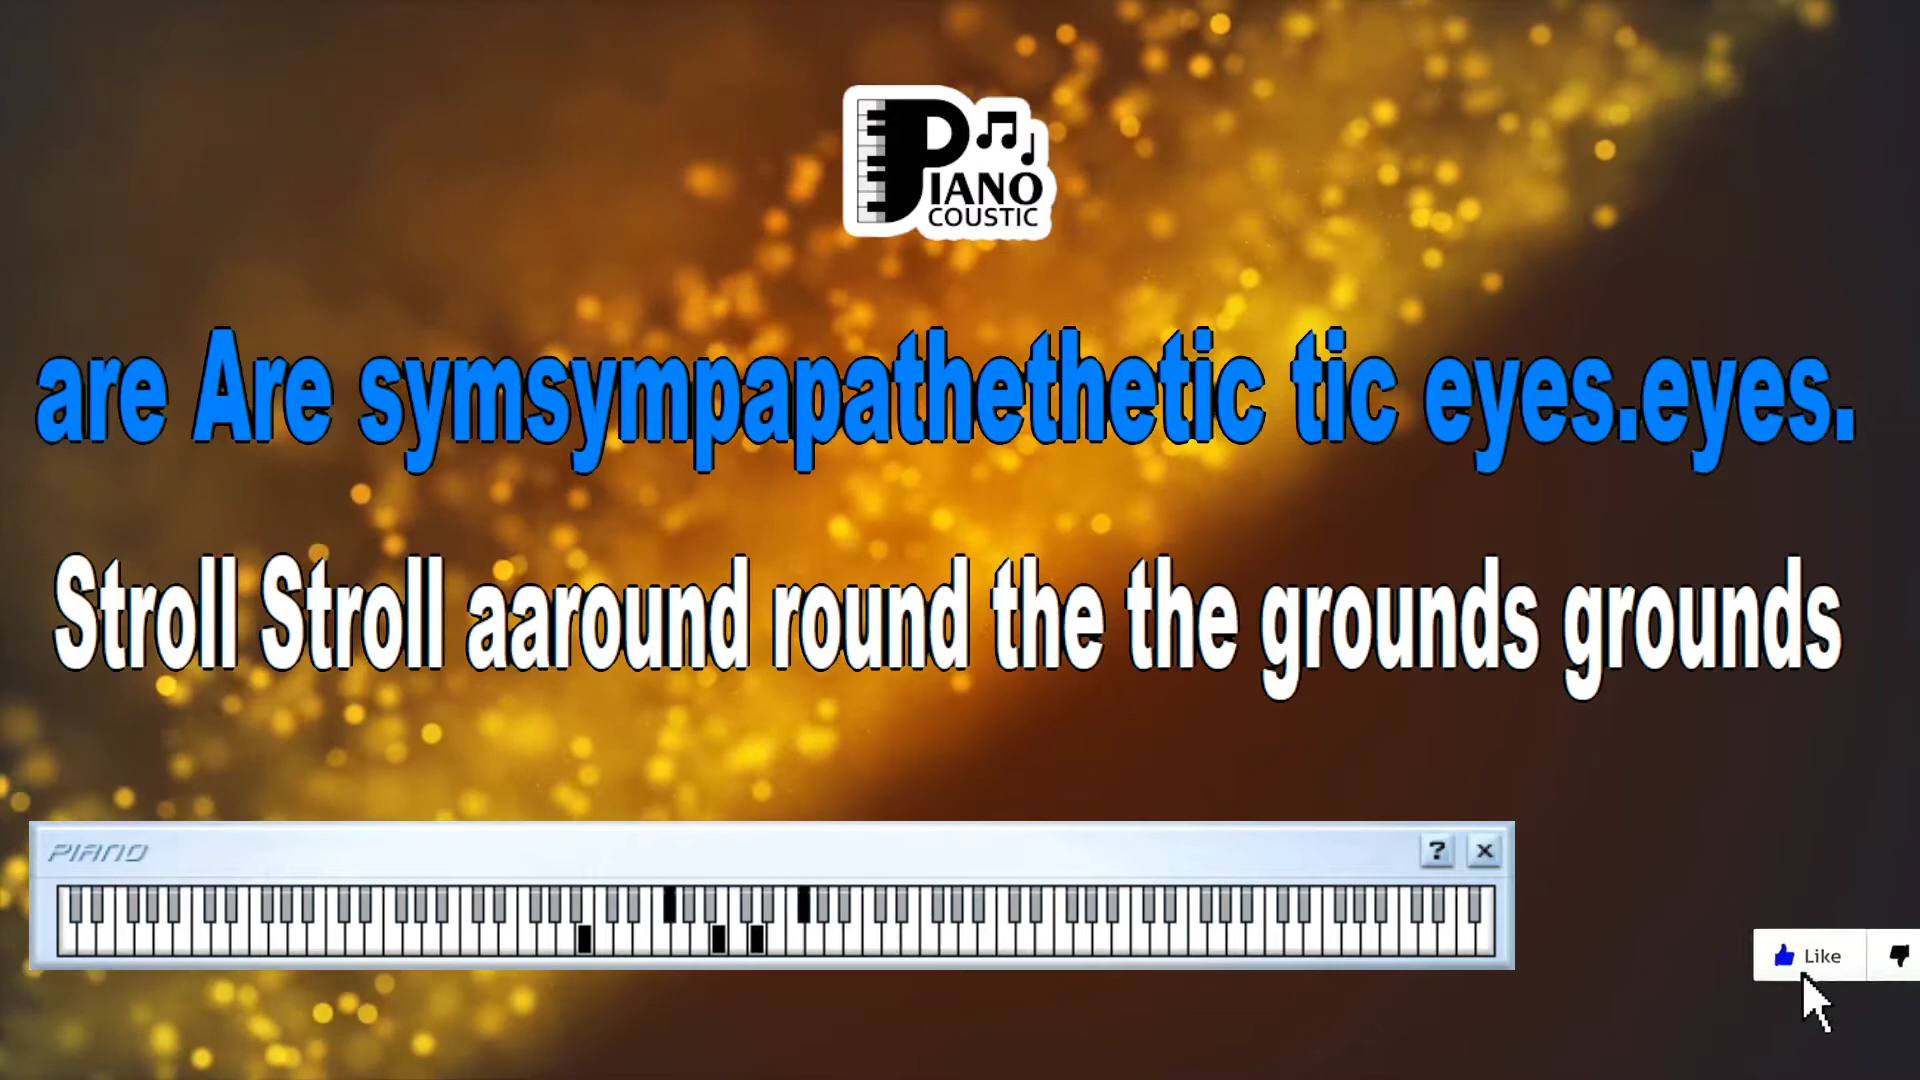 PIANO
COUSTIC
are Are symsympapathethetic tic eyes.eyes.
Stroll Stroll aaround round the the grounds grounds
PIANO
?
x
Like